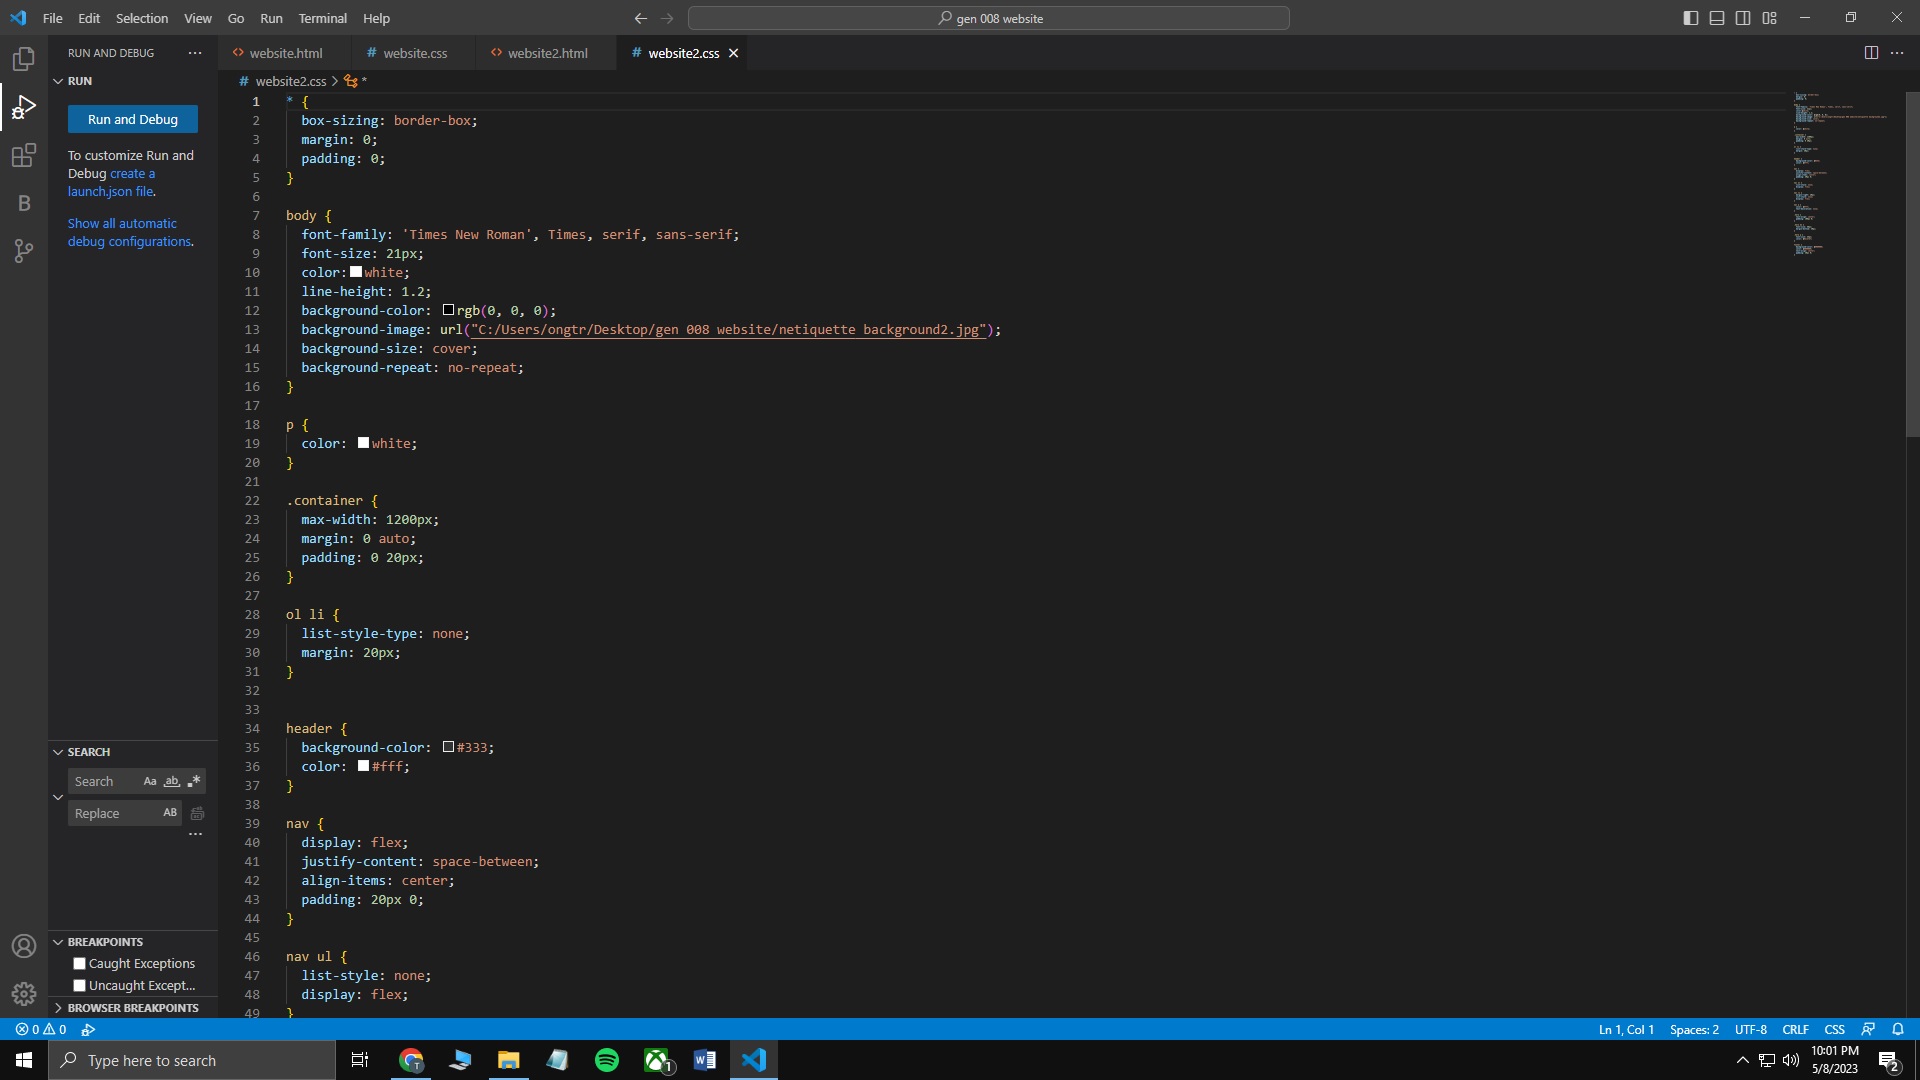 File Edit Selection View Go Run Terminal Help
gen 008 website
RUN AND DEBUG ···
website.html
# website.css
website2.html
# website2.css
RUN
# website2.css > *
Run and Debug
To customize Run and
Debug create a
launch.json file.
Show all automatic
debug configurations.
1 * {
2 box-sizing: border-box;
3 margin: 0;
4 padding: 0;
5 }
6
7 body {
8 font-family: 'Times New Roman', Times, serif, sans-serif;
9 font-size: 21px;
10 color: white;
11 line-height: 1.2;
12 background-color: rgb(0, 0, 0);
13 background-image: url("C:/Users/ongtr/Desktop/gen 008 website/netiquette background2.jpg");
14 background-size: cover;
15 background-repeat: no-repeat;
16 }
17
18 p {
19 color: white;
20 }
21
22 .container {
23 max-width: 1200px;
24 margin: 0 auto;
25 padding: 0 20px;
26 }
27
28 ol li {
29 list-style-type: none;
30 margin: 20px;
31 }
32
33
34 header {
35 background-color: #333;
36 color: #fff;
37 }
38
39 nav {
40 display: flex;
41 justify-content: space-between;
42 align-items: center;
43 padding: 20px 0;
44 }
45
46 nav ul {
47 list-style: none;
48 display: flex;
49 }
SEARCH
Search Aa ab .*
Replace AB
···
BREAKPOINTS
Caught Exceptions
Uncaught Except...
BROWSER BREAKPOINTS
0 0
Ln 1, Col 1 Spaces: 2 UTF-8 CRLF CSS
Type here to search
T
1
W
10:01 PM
5/8/2023
2